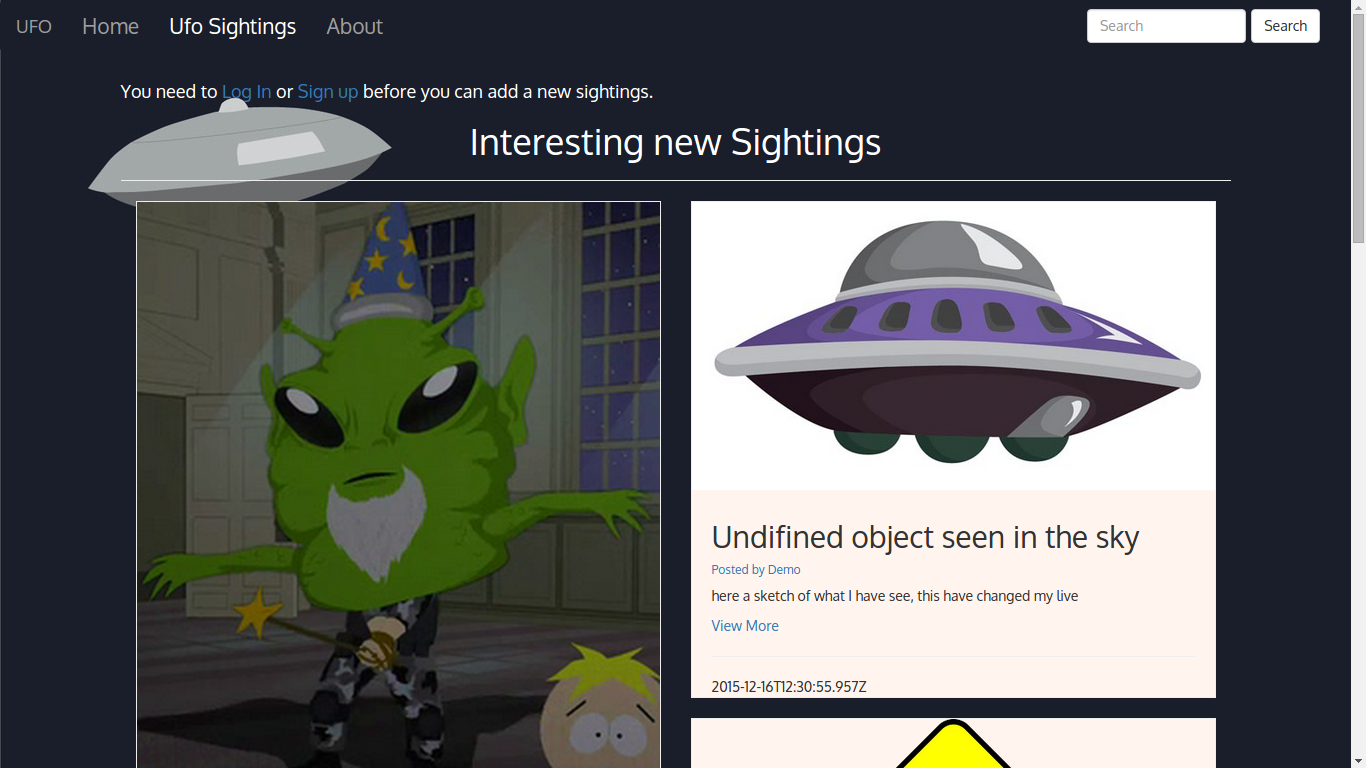 UFO Home Ufo Sightings About Search Search
You need to Log In or Sign up before you can add a new sightings.
Interesting new Sightings
Undifined object seen in the sky
Posted by Demo
here a sketch of what I have see, this have changed my live
View More
2015-12-16T12:30:55.957Z